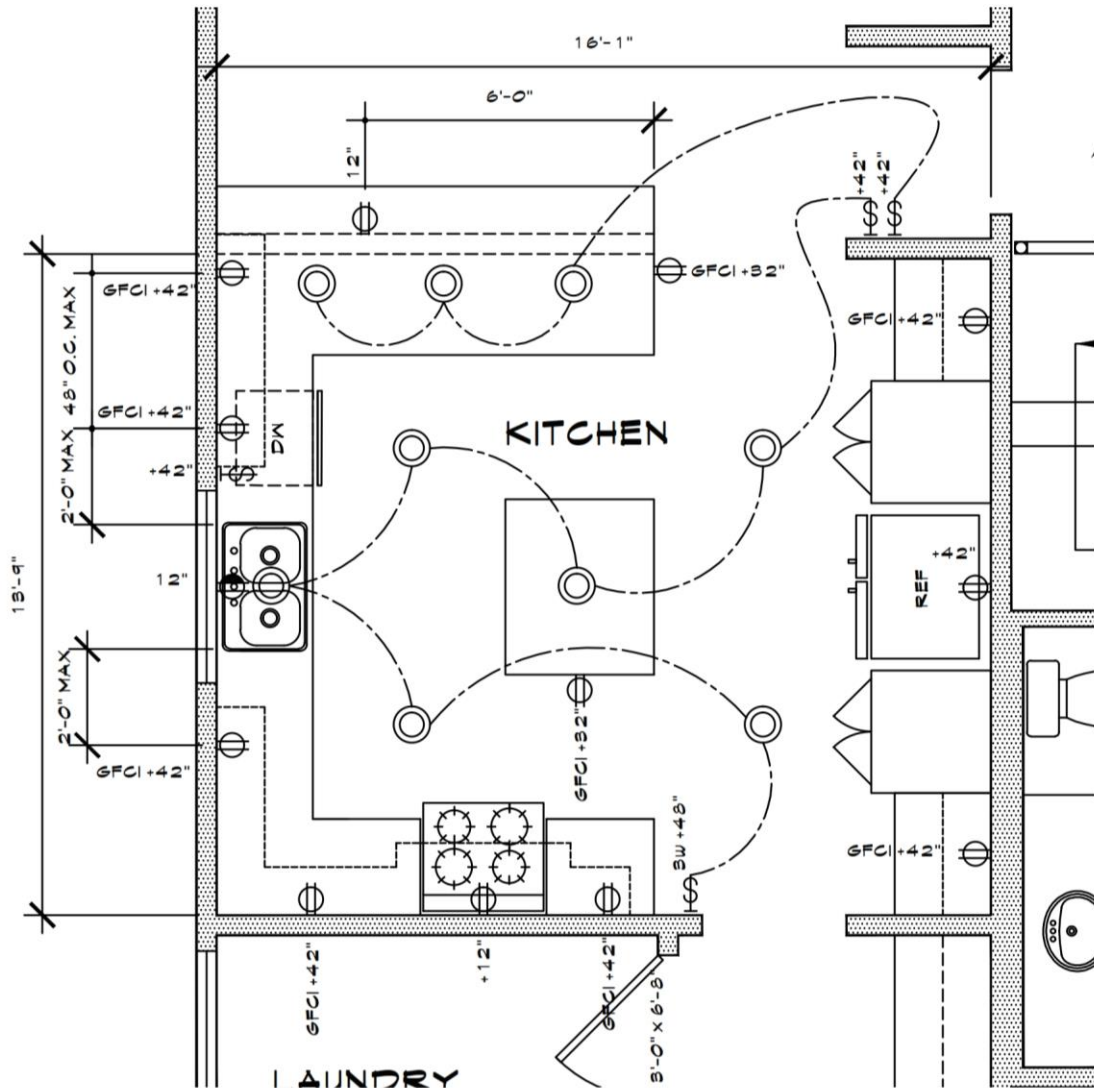 16'-1"
6'-0"
12"
+42"
+42"
GFCI +42"
GFCI +32"
GFCI +42"
48" O.C. MAX
2'-0" MAX
GFCI +42"
KITCHEN
DW
+42"
13'-9"
12"
+42"
REF
2'-0" MAX
GFCI +42"
GFCI +32"
3W +48"
GFCI +42"
GFCI +42"
+12"
GFCI +42"
3'-0" x 6'-8"
LAUNDRY